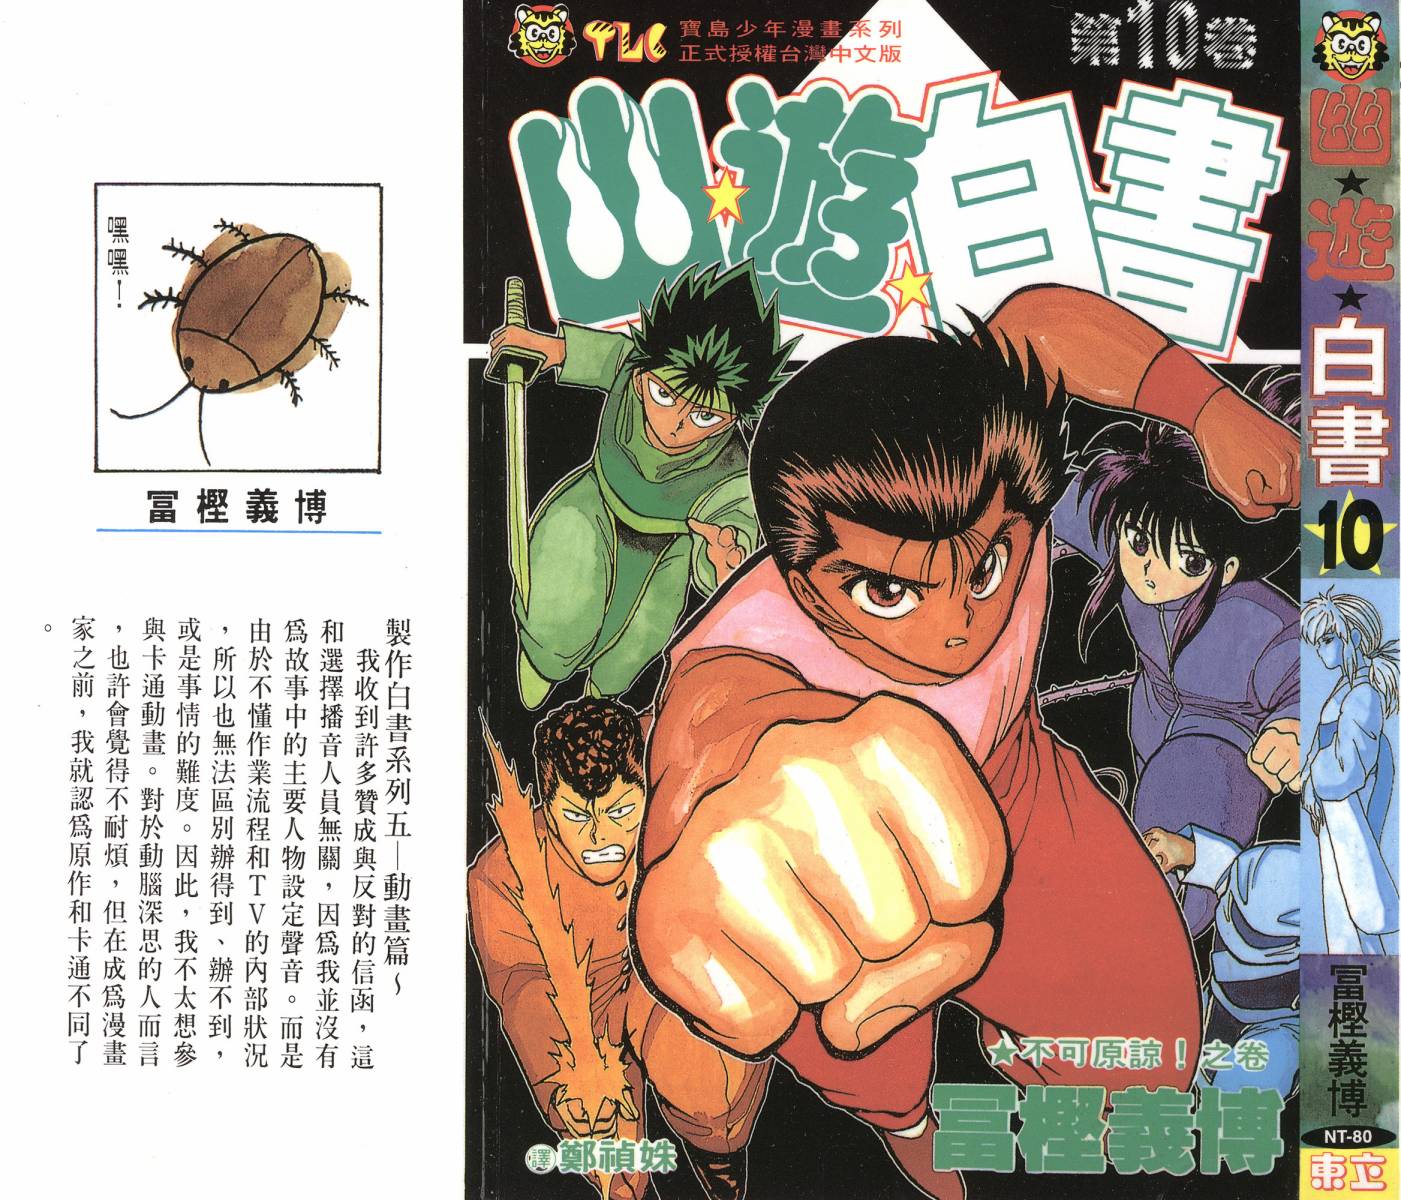 嘿嘿！
冨樫義博
製作白書系列五—動畫篇～
我收到許多贊成與反對的信函，這
和選擇播音人員無關，因爲我並沒有
爲故事中的主要人物設定聲音。而是
由於不懂作業流程和TV的內部狀況
，所以也無法區別辦得到、辦不到，
或是事情的難度。因此，我不太想參
與卡通動畫。對於動腦深思的人而言
，也許會覺得不耐煩，但在成爲漫畫
家之前，我就認爲原作和卡通不同了
。
TLC
寶島少年漫畫系列
正式授權台灣中文版
第10卷
幽★遊★白書
★不可原諒！之卷
冨樫義博
譯 鄭禎姝
幽★遊★白書
10
冨樫義博
NT-80
東立